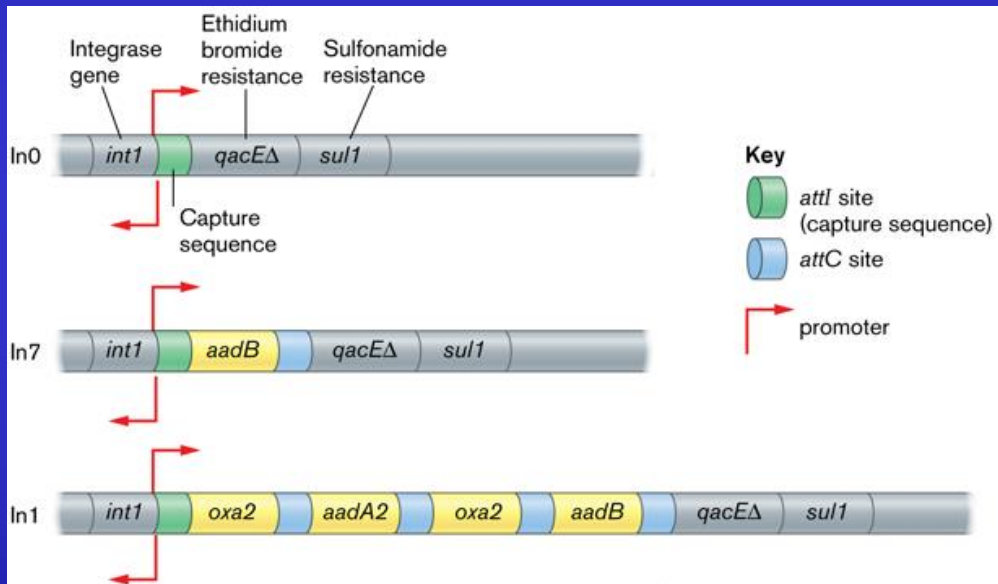 Integrase
gene
Ethidium
bromide
resistance
Sulfonamide
resistance
In0
int1
qacEΔ
sul1
Capture
sequence
Key
attI site
(capture sequence)
attC site
promoter
In7
int1
aadB
qacEΔ
sul1
In1
int1
oxa2
aadA2
oxa2
aadB
qacEΔ
sul1